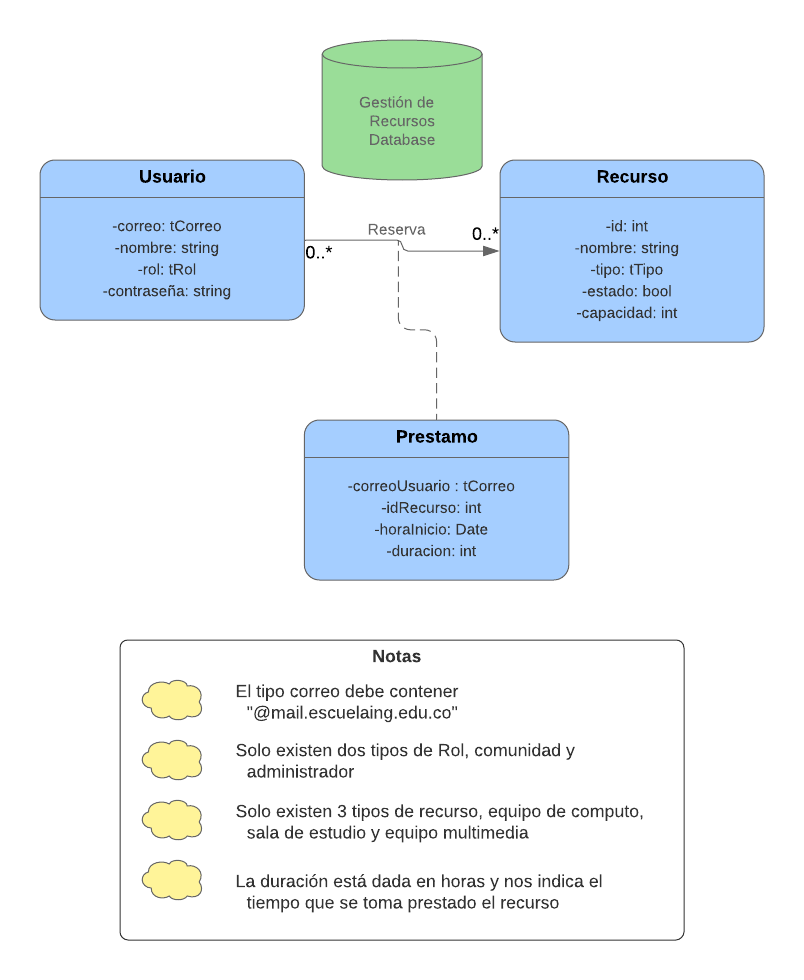 Gestión de
Recursos
Database
Usuario
-correo: tCorreo
-nombre: string
-rol: tRol
-contraseña: string
Reserva
0..*
0..*
Recurso
-id: int
-nombre: string
-tipo: tTipo
-estado: bool
-capacidad: int
Prestamo
-correoUsuario : tCorreo
-idRecurso: int
-horaInicio: Date
-duracion: int
Notas
El tipo correo debe contener
"@mail.escuelaing.edu.co"
Solo existen dos tipos de Rol, comunidad y
administrador
Solo existen 3 tipos de recurso, equipo de computo,
sala de estudio y equipo multimedia
La duración está dada en horas y nos indica el
tiempo que se toma prestado el recurso